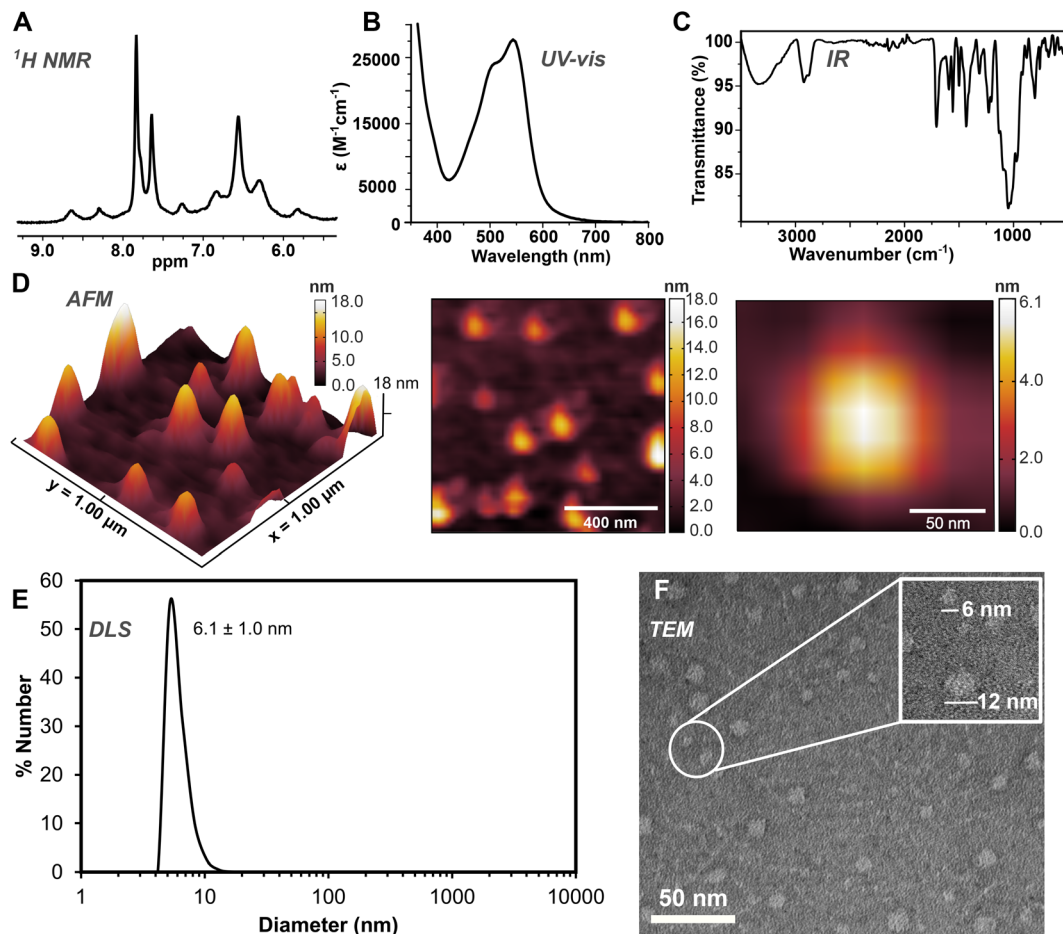 A
¹H NMR
9.0 8.0 7.0 6.0
ppm
B
UV-vis
ε (M⁻¹cm⁻¹)
25000
15000
5000
0
400 500 600 700 800
Wavelength (nm)
C
IR
Transmittance (%)
100
95
90
85
3000 2000 1000
Wavenumber (cm⁻¹)
D
AFM
nm
18.0
10.0
5.0
0.0
18 nm
y = 1.00 µm
x = 1.00 µm
nm
18.0
16.0
14.0
12.0
10.0
8.0
6.0
4.0
2.0
0.0
400 nm
nm
6.1
4.0
2.0
0.0
50 nm
E
DLS
6.1 ± 1.0 nm
% Number
60
50
40
30
20
10
0
1 10 100 1000 10000
Diameter (nm)
F
TEM
6 nm
12 nm
50 nm